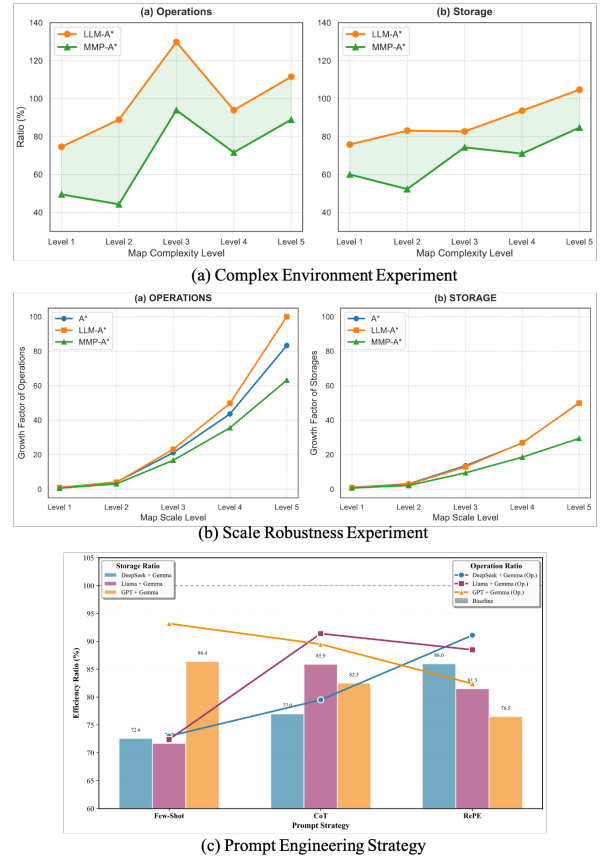 (a) Operations
(b) Storage
LLM-A*
MMP-A*
LLM-A*
MMP-A*
Ratio (%)
140
120
100
80
60
40
140
120
100
80
60
40
Level 1 Level 2 Level 3 Level 4 Level 5
Level 1 Level 2 Level 3 Level 4 Level 5
Map Complexity Level
Map Complexity Level
(a) Complex Environment Experiment
(a) OPERATIONS
(b) STORAGE
A*
LLM-A*
MMP-A*
A*
LLM-A*
MMP-A*
Growth Factor of Operations
100
80
60
40
20
0
Growth Factor of Storages
100
80
60
40
20
0
Level 1 Level 2 Level 3 Level 4 Level 5
Level 1 Level 2 Level 3 Level 4 Level 5
Map Scale Level
Map Scale Level
(b) Scale Robustness Experiment
Storage Ratio
DeepSeek + Gemma
Llama + Gemma
GPT + Gemma
Operation Ratio
DeepSeek + Gemma (Op.)
Llama + Gemma (Op.)
GPT + Gemma (Op.)
Baseline
Efficiency Ratio (%)
105
100
95
90
85
80
75
70
65
60
72.6
86.4
77.0
85.9
82.5
86.0
81.5
76.5
Few-Shot CoT RePE
Prompt Strategy
(c) Prompt Engineering Strategy